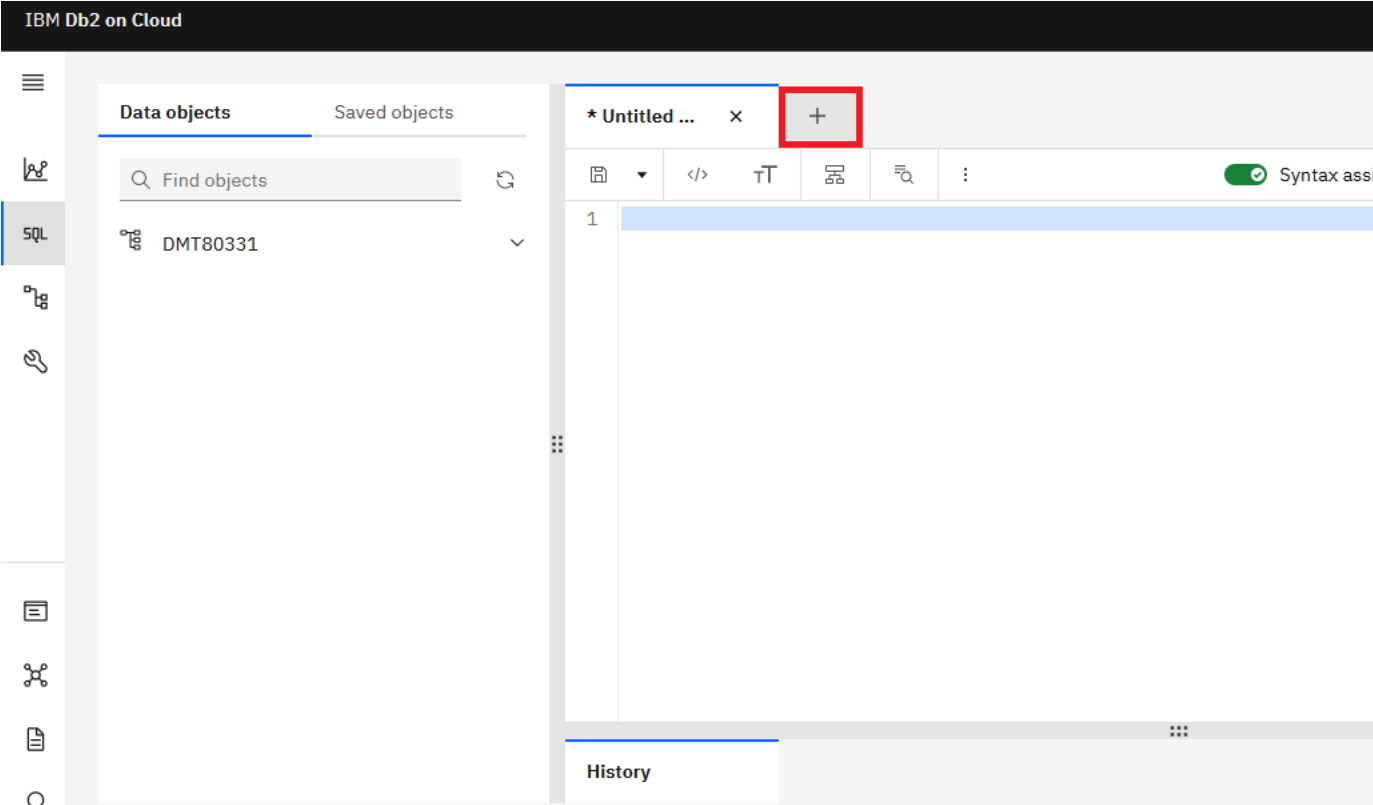 IBM Db2 on Cloud
Data objects
Saved objects
* Untitled ...
Find objects
Syntax assi
SQL
1
DMT80331
History